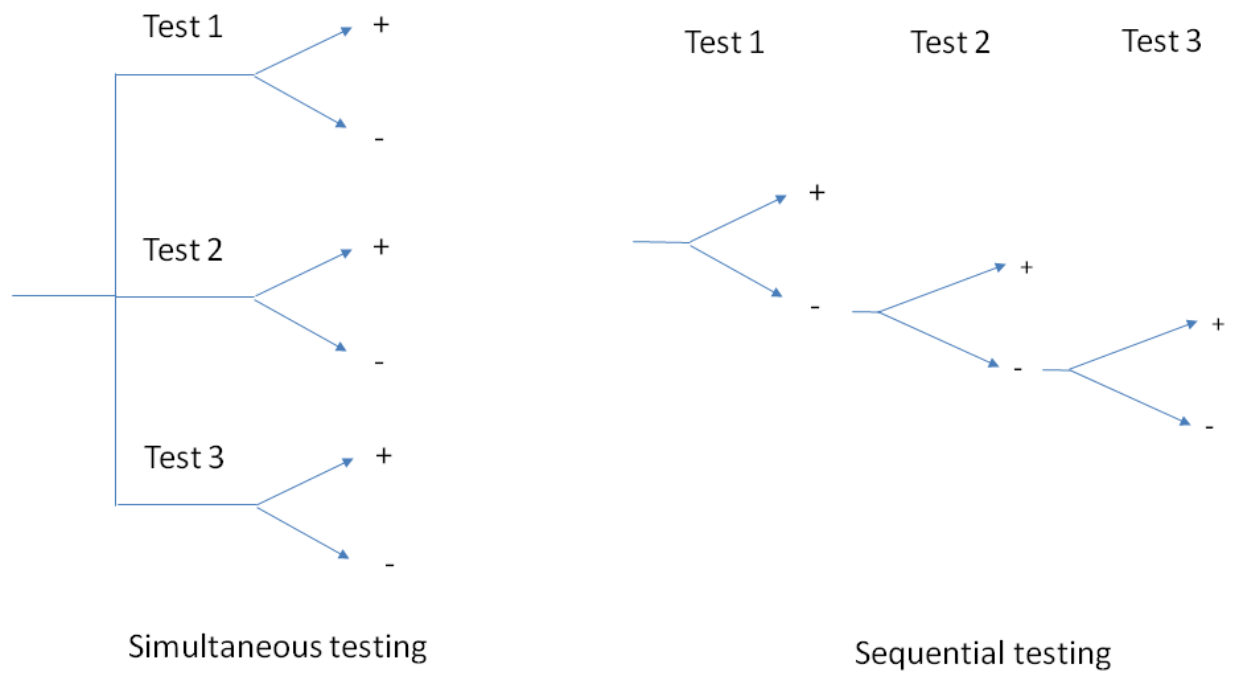 Test 1
+
-
Test 2
+
-
Test 3
+
-
Simultaneous testing
Test 1 Test 2 Test 3
+
-
+
-
+
-
Sequential testing